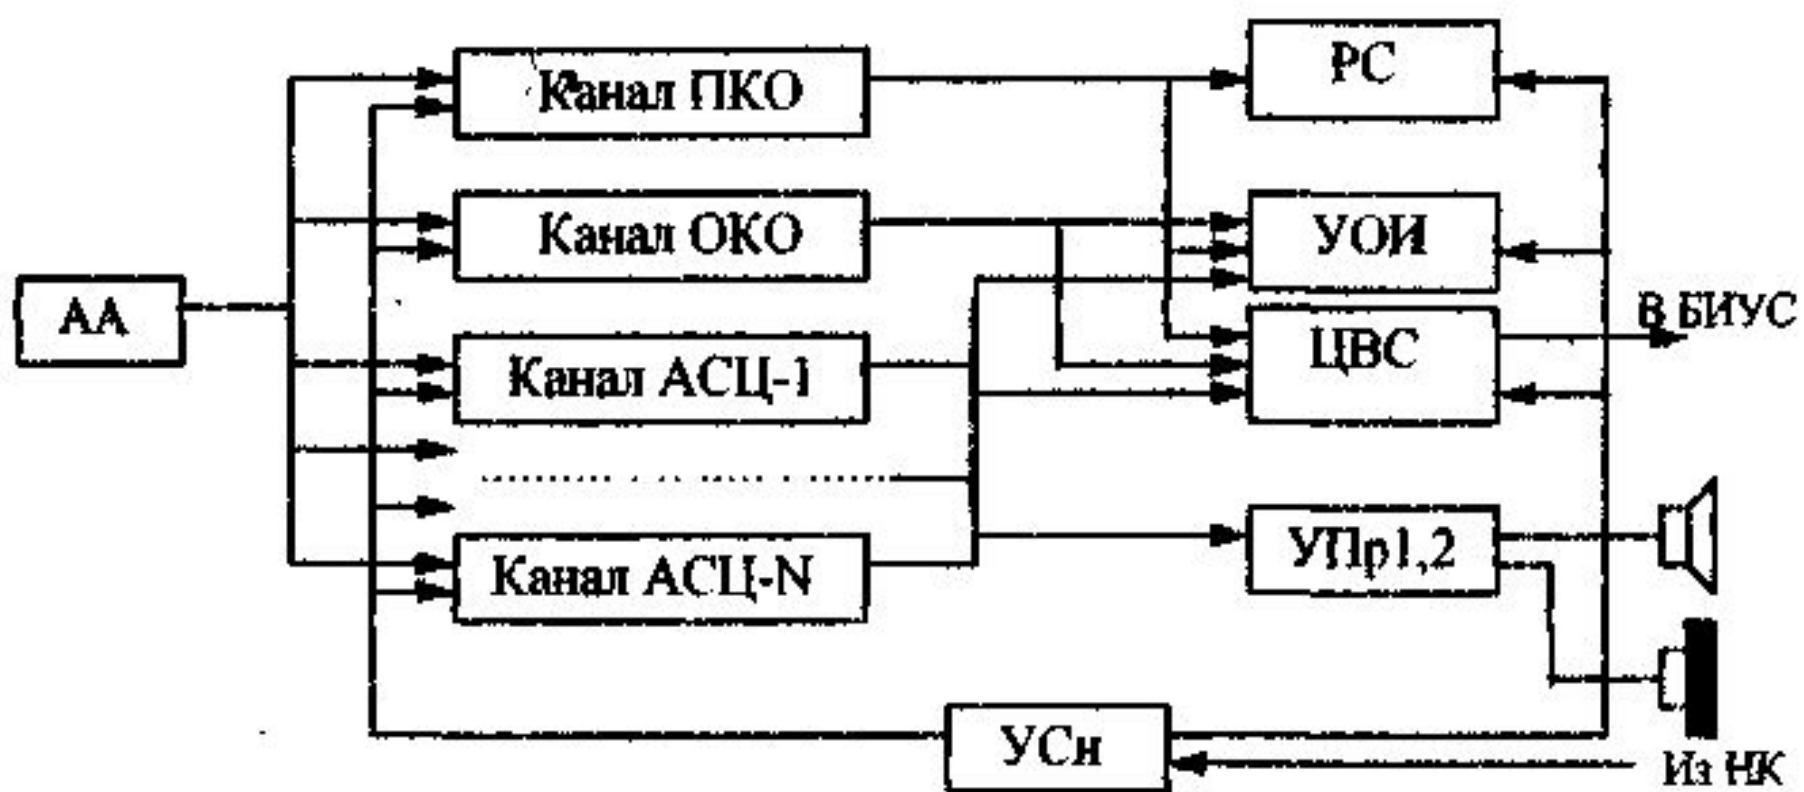 Канал ПКО
РС
Канал ОКО
УОИ
АА
В БИУС
Канал АСЦ-1
ЦВС
Канал АСЦ-N
УПр1,2
УСн
Из НК